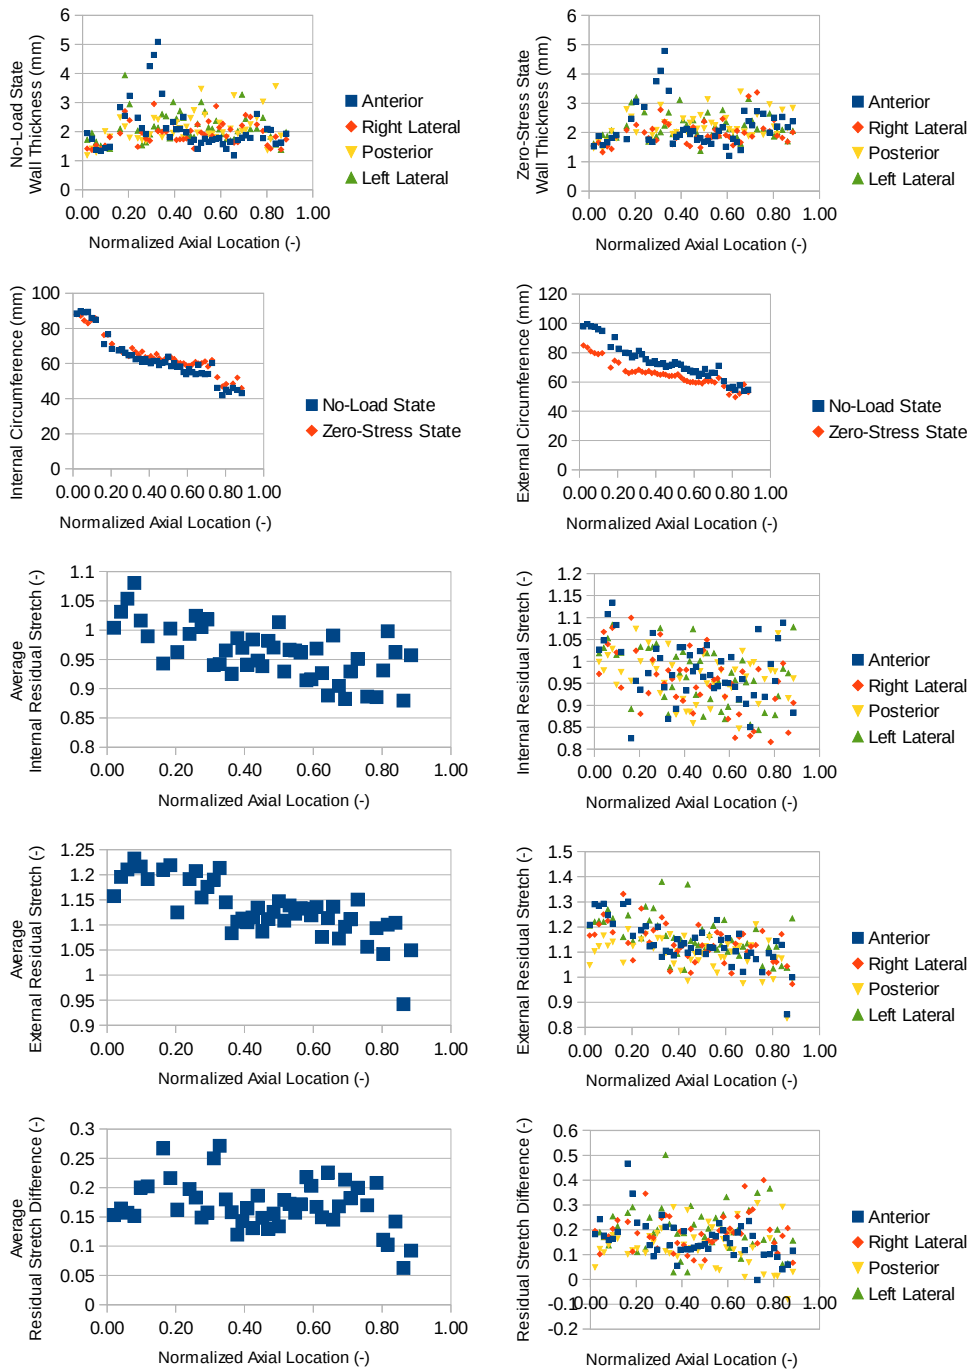 No-Load State
Wall Thickness (mm)
6
5
4
3
2
1
0
0.00 0.20 0.40 0.60 0.80 1.00
Normalized Axial Location (-)
Anterior
Right Lateral
Posterior
Left Lateral
Zero-Stress State
Wall Thickness (mm)
6
5
4
3
2
1
0
0.00 0.20 0.40 0.60 0.80 1.00
Normalized Axial Location (-)
Anterior
Right Lateral
Posterior
Left Lateral
Internal Circumference (mm)
100
80
60
40
20
0
0.00 0.20 0.40 0.60 0.80 1.00
Normalized Axial Location (-)
No-Load State
Zero-Stress State
External Circumference (mm)
120
100
80
60
40
20
0
0.00 0.20 0.40 0.60 0.80 1.00
Normalized Axial Location (-)
No-Load State
Zero-Stress State
Average
Internal Residual Stretch (-)
1.1
1.05
1
0.95
0.9
0.85
0.8
0.00 0.20 0.40 0.60 0.80 1.00
Normalized Axial Location (-)
Internal Residual Stretch (-)
1.2
1.15
1.1
1.05
1
0.95
0.9
0.85
0.8
0.00 0.20 0.40 0.60 0.80 1.00
Normalized Axial Location (-)
Anterior
Right Lateral
Posterior
Left Lateral
Average
External Residual Stretch (-)
1.25
1.2
1.15
1.1
1.05
1
0.95
0.9
0.00 0.20 0.40 0.60 0.80 1.00
Normalized Axial Location (-)
External Residual Stretch (-)
1.5
1.4
1.3
1.2
1.1
1
0.9
0.8
0.00 0.20 0.40 0.60 0.80 1.00
Normalized Axial Location (-)
Anterior
Right Lateral
Posterior
Left Lateral
Average
Residual Stretch Difference (-)
0.3
0.25
0.2
0.15
0.1
0.05
0
0.00 0.20 0.40 0.60 0.80 1.00
Normalized Axial Location (-)
Residual Stretch Difference (-)
0.6
0.5
0.4
0.3
0.2
0.1
0
-0.1
-0.2
0.00 0.20 0.40 0.60 0.80 1.00
Normalized Axial Location (-)
Anterior
Right Lateral
Posterior
Left Lateral